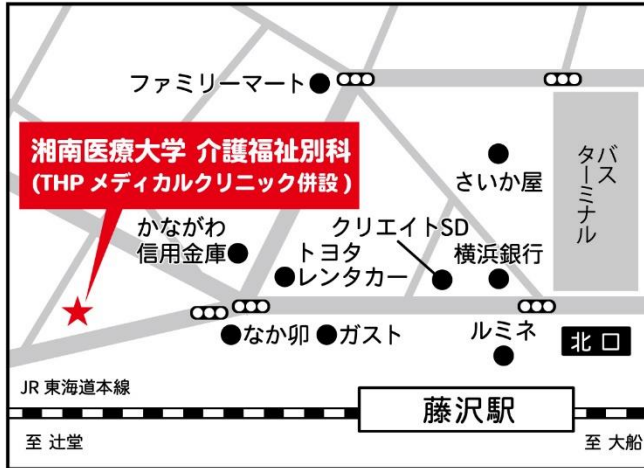 ファミリーマート
湘南医療大学 介護福祉別科
(THP メディカルクリニック併設)
さいか屋
バス
ターミナル
かながわ
信用金庫
トヨタ
レンタカー
クリエイトSD
横浜銀行
なか卯
ガスト
ルミネ
北口
JR 東海道本線
藤沢駅
至 辻堂
至 大船